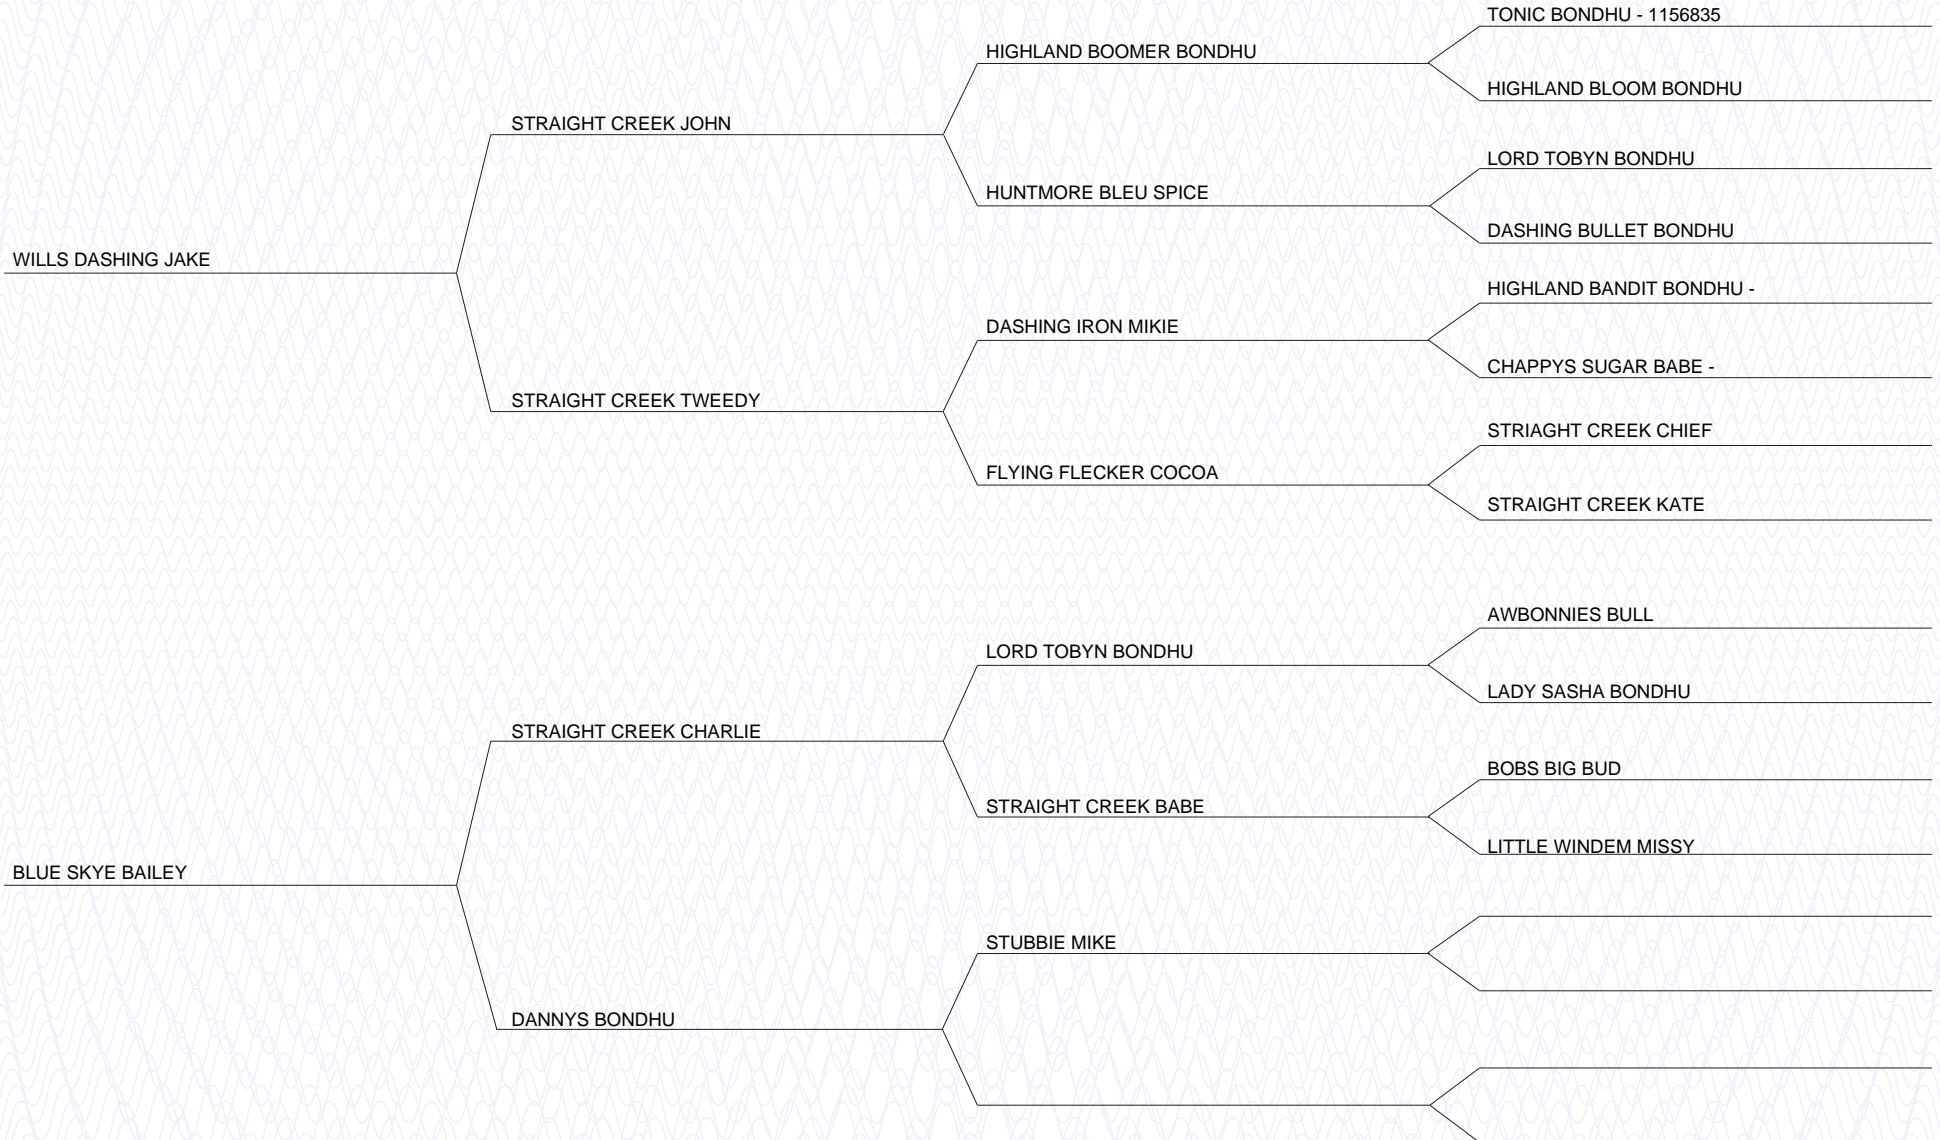 TONIC BONDHU - 1156835
HIGHLAND BOOMER BONDHU
HIGHLAND BLOOM BONDHU
STRAIGHT CREEK JOHN
LORD TOBYN BONDHU
HUNTMORE BLEU SPICE
DASHING BULLET BONDHU
WILLS DASHING JAKE
HIGHLAND BANDIT BONDHU -
DASHING IRON MIKIE
CHAPPYS SUGAR BABE -
STRAIGHT CREEK TWEEDY
STRIAGHT CREEK CHIEF
FLYING FLECKER COCOA
STRAIGHT CREEK KATE
AWBONNIES BULL
LORD TOBYN BONDHU
LADY SASHA BONDHU
STRAIGHT CREEK CHARLIE
BOBS BIG BUD
STRAIGHT CREEK BABE
LITTLE WINDEM MISSY
BLUE SKYE BAILEY
STUBBIE MIKE
DANNYS BONDHU